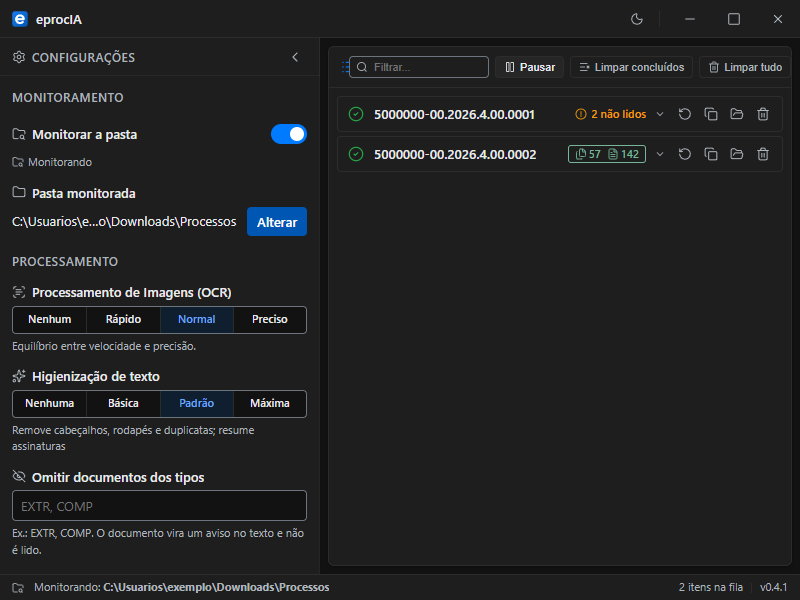 eprocIA
CONFIGURAÇÕES
MONITORAMENTO
Monitorar a pasta
Monitorando
Pasta monitorada
C:\Usuarios\e...o\Downloads\Processos
Alterar
PROCESSAMENTO
Processamento de Imagens (OCR)
Nenhum Rápido Normal Preciso
Equilíbrio entre velocidade e precisão.
Higienização de texto
Nenhuma Básica Padrão Máxima
Remove cabeçalhos, rodapés e duplicatas; resume
assinaturas
Omitir documentos dos tipos
EXTR, COMP
Ex.: EXTR, COMP. O documento vira um aviso no texto e não
é lido.
Filtrar... Pausar Limpar concluídos Limpar tudo
5000000-00.2026.4.00.0001 2 não lidos
5000000-00.2026.4.00.0002 57 142
Monitorando: C:\Usuarios\exemplo\Downloads\Processos 2 itens na fila v0.4.1